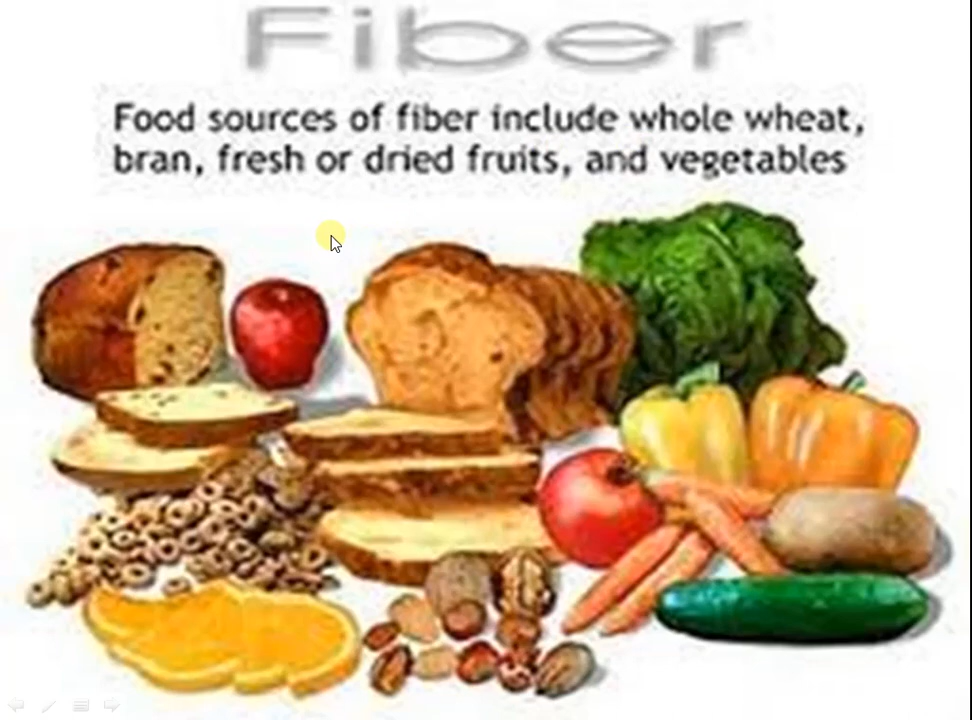 Fiber
Food sources of fiber include whole wheat,
bran, fresh or dried fruits, and vegetables